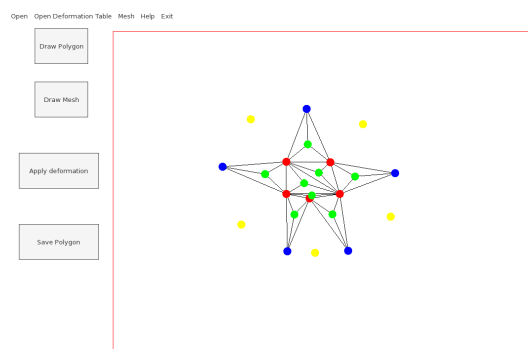 Open Open Deformation Table Mesh Help Exit
Draw Polygon
Draw Mesh
Apply deformation
Save Polygon